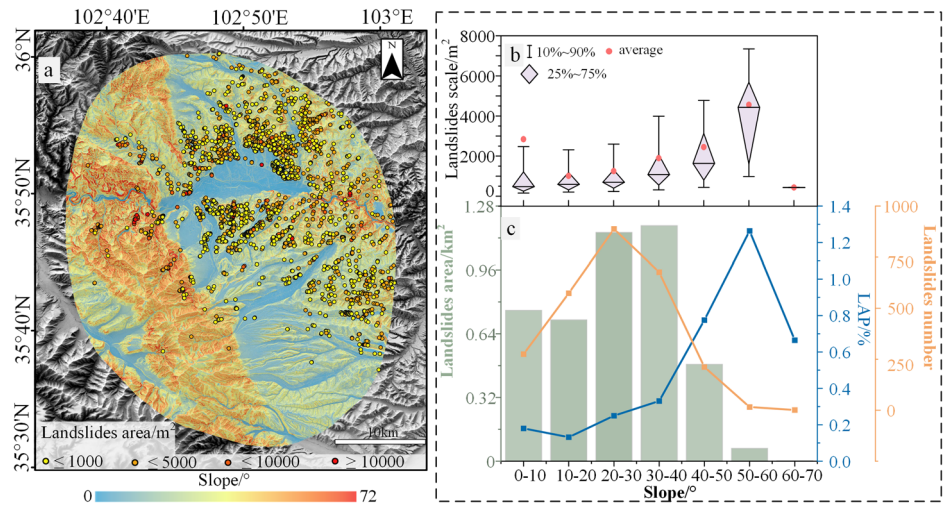 102°40'E 102°50'E 103°E
36°N
35°50'N
35°40'N
35°30'N
a
N
Landslides area/m²
≤ 1000 ≤ 5000 ≤ 10000 > 10000
10km
Slope/°
0 72
b
10%~90% average
25%~75%
Landslides scale/m²
8000
6000
4000
2000
0
c
Landslides area/km²
1.28
0.96
0.64
0.32
0
LAP/%
1.4
1.2
1.0
0.8
0.6
0.4
0.2
0.0
Landslides number
1000
750
500
250
0
0-10 10-20 20-30 30-40 40-50 50-60 60-70
Slope/°